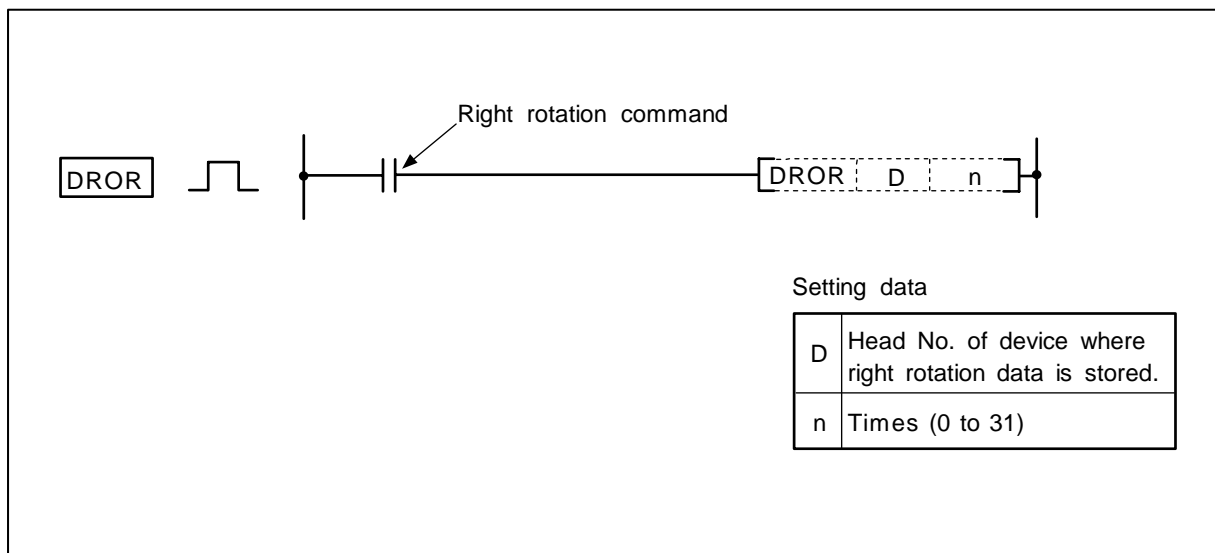 Right rotation command
DROR
DROR D n
Setting data
D Head No. of device where
right rotation data is stored.
n Times (0 to 31)